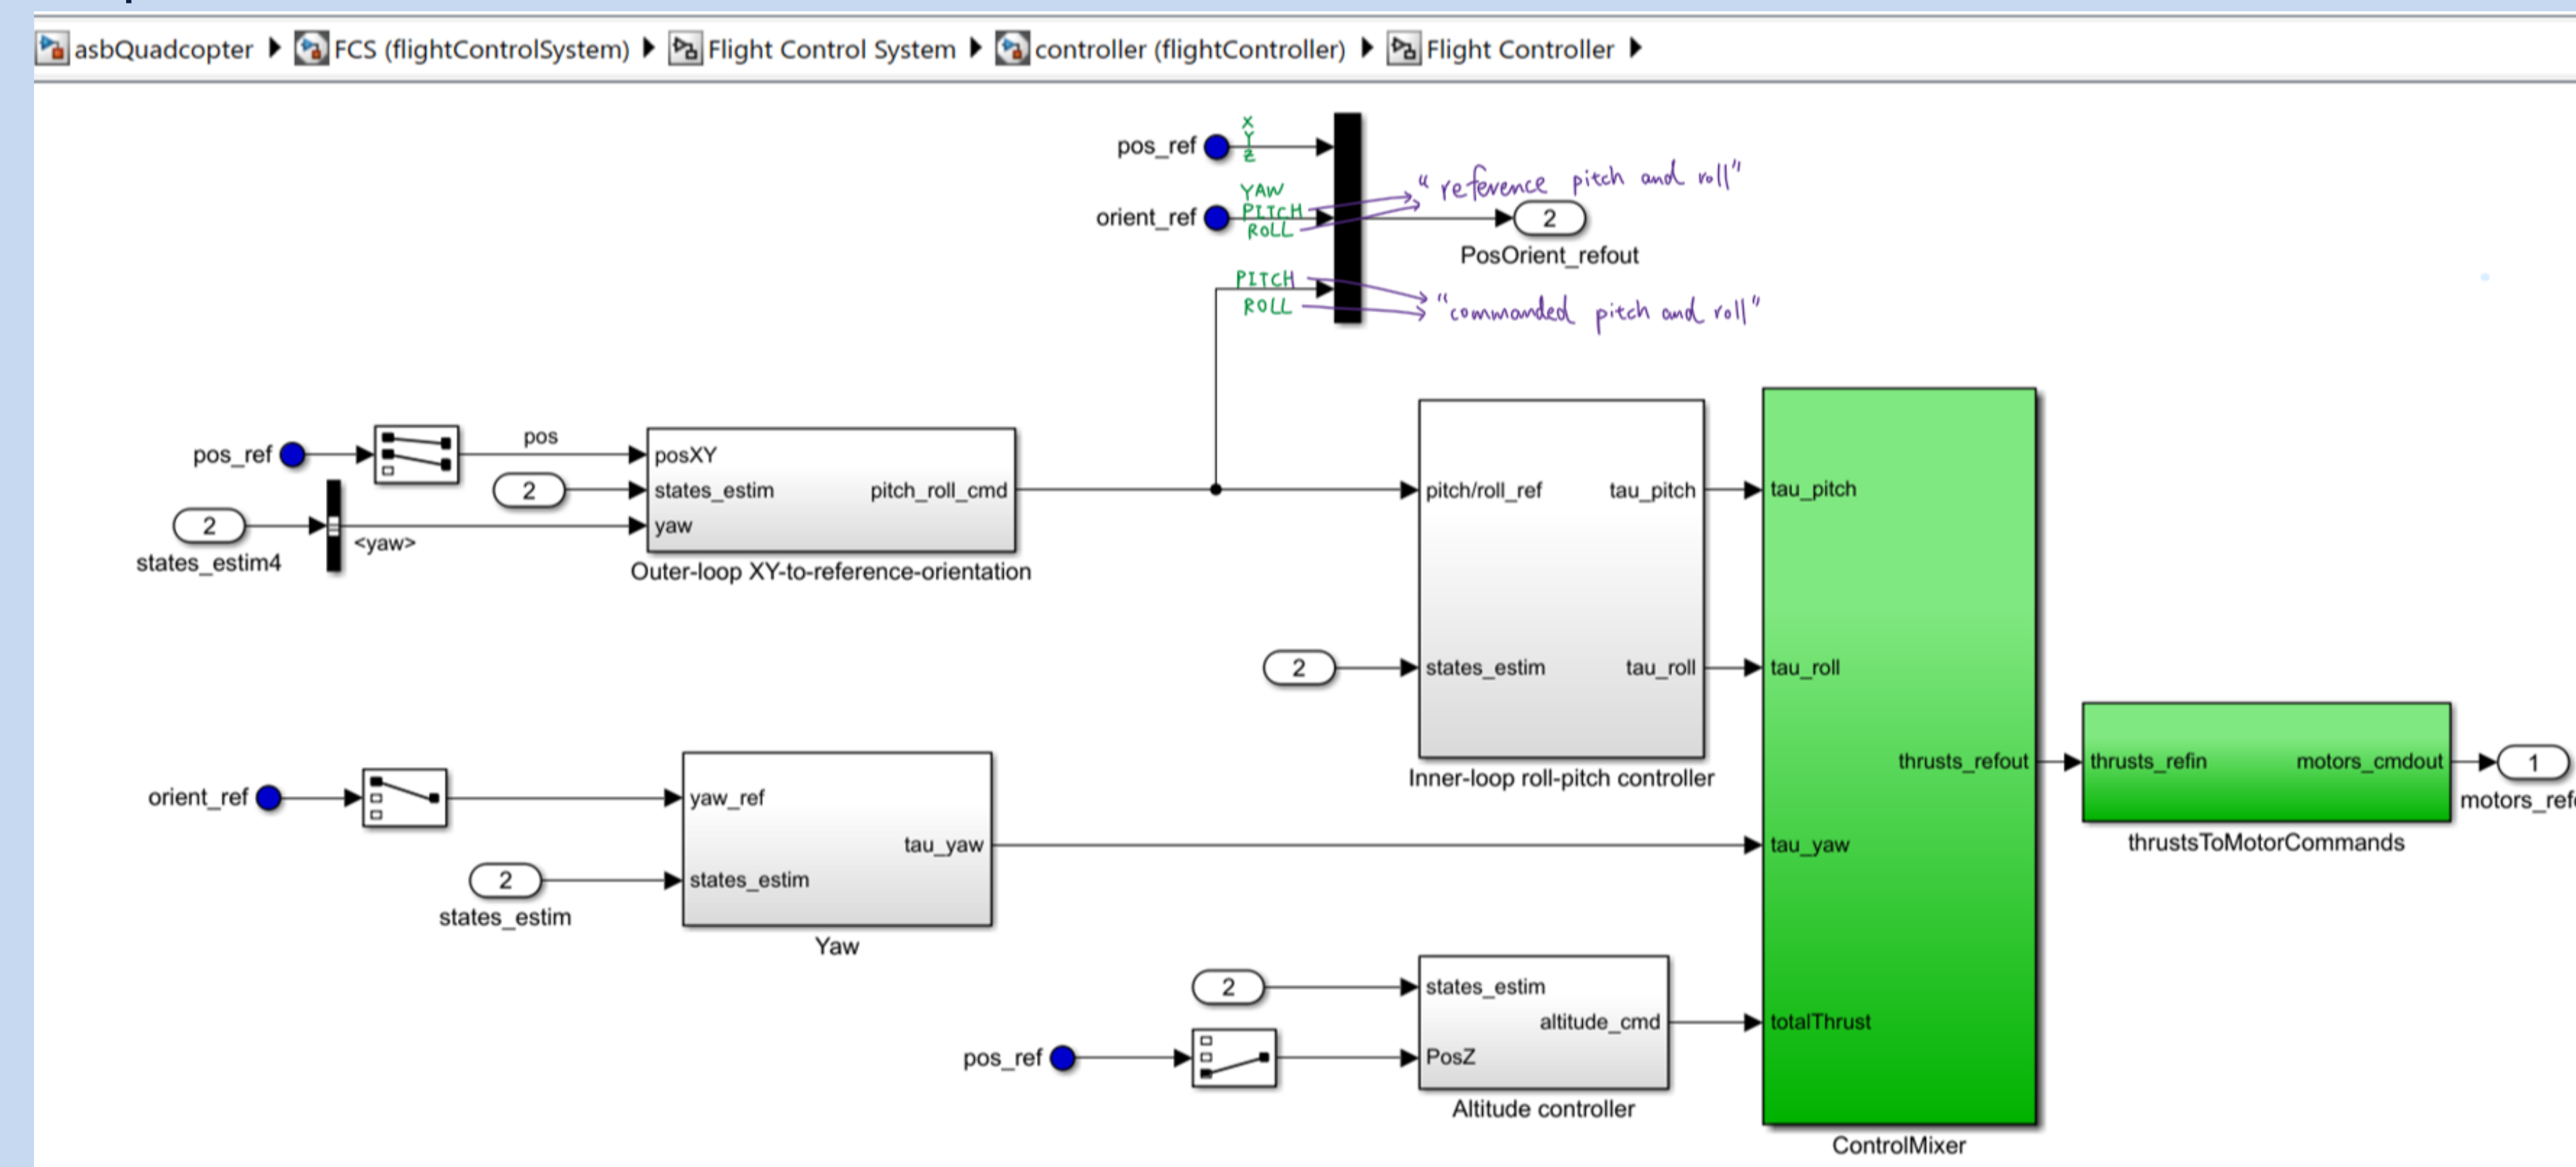 asbQuadcopter FCS (flightControlSystem) Flight Control System controller (flightController) Flight Controller
pos_ref
X
Y
Z
orient_ref
YAW
PITCH
ROLL
"reference pitch and roll"
2
PosOrient_refout
PITCH
ROLL
"commanded pitch and roll"
pos_ref
pos
2
2
states_estim4
<yaw>
posXY
states_estim
yaw
pitch_roll_cmd
Outer-loop XY-to-reference-orientation
pitch/roll_ref
tau_pitch
2
states_estim
tau_roll
Inner-loop roll-pitch controller
tau_pitch
tau_roll
tau_yaw
totalThrust
thrusts_refout
ControlMixer
thrusts_refin
motors_cmdout
thrustsToMotorCommands
1
motors_ref
orient_ref
2
states_estim
yaw_ref
states_estim
tau_yaw
Yaw
2
pos_ref
states_estim
altitude_cmd
PosZ
Altitude controller